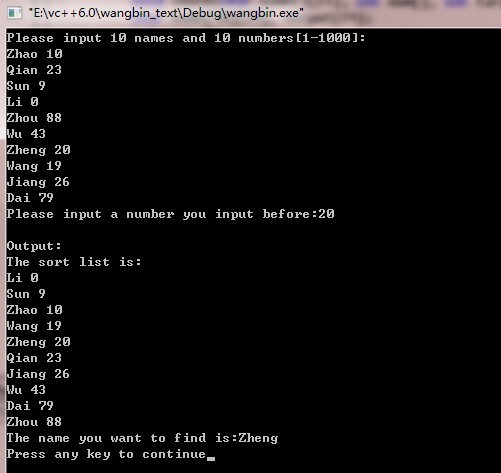 "E:\vc++6.0\wangbin_text\Debug\wangbin.exe"
Please input 10 names and 10 numbers[1-1000]:
Zhao 10
Qian 23
Sun 9
Li 0
Zhou 88
Wu 43
Zheng 20
Wang 19
Jiang 26
Dai 79
Please input a number you input before:20
Output:
The sort list is:
Li 0
Sun 9
Zhao 10
Wang 19
Zheng 20
Qian 23
Jiang 26
Wu 43
Dai 79
Zhou 88
The name you want to find is:Zheng
Press any key to continue_